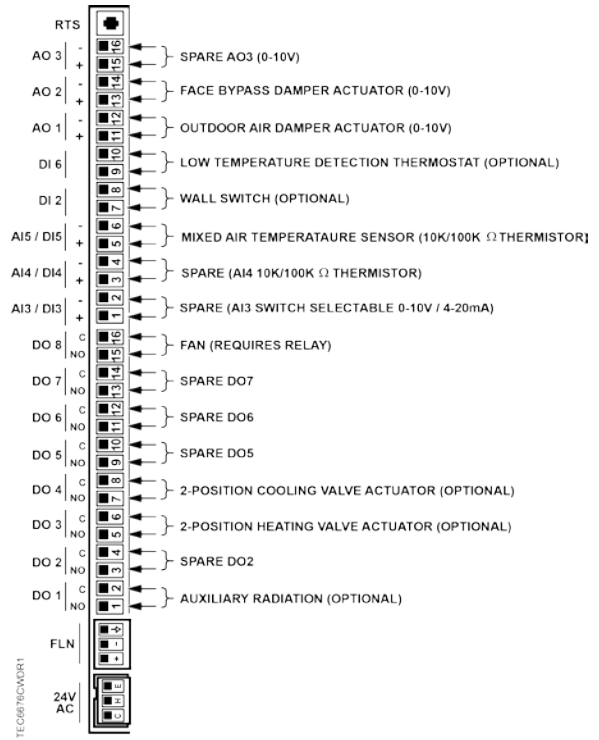 RTS
AO 3 - 16
+ 15 SPARE AO3 (0-10V)
AO 2 - 14
+ 13 FACE BYPASS DAMPER ACTUATOR (0-10V)
AO 1 - 12
+ 11 OUTDOOR AIR DAMPER ACTUATOR (0-10V)
DI 6 10
9 LOW TEMPERATURE DETECTION THERMOSTAT (OPTIONAL)
DI 2 8
7 WALL SWITCH (OPTIONAL)
AI5 / DI5 - 6
+ 5 MIXED AIR TEMPERATAURE SENSOR (10K/100K Ω THERMISTOR)
AI4 / DI4 - 4
+ 3 SPARE (AI4 10K/100K Ω THERMISTOR)
AI3 / DI3 - 2
+ 1 SPARE (AI3 SWITCH SELECTABLE 0-10V / 4-20mA)
DO 8 C 16
NO 15 FAN (REQUIRES RELAY)
DO 7 C 14
NO 13 SPARE DO7
DO 6 C 12
NO 11 SPARE DO6
DO 5 C 10
NO 9 SPARE DO5
DO 4 C 8
NO 7 2-POSITION COOLING VALVE ACTUATOR (OPTIONAL)
DO 3 C 6
NO 5 2-POSITION HEATING VALVE ACTUATOR (OPTIONAL)
DO 2 C 4
NO 3 SPARE DO2
DO 1 C 2
NO 1 AUXILIARY RADIATION (OPTIONAL)
FLN
-
+
24V
AC
E
H
C
TEC6676CWDR1